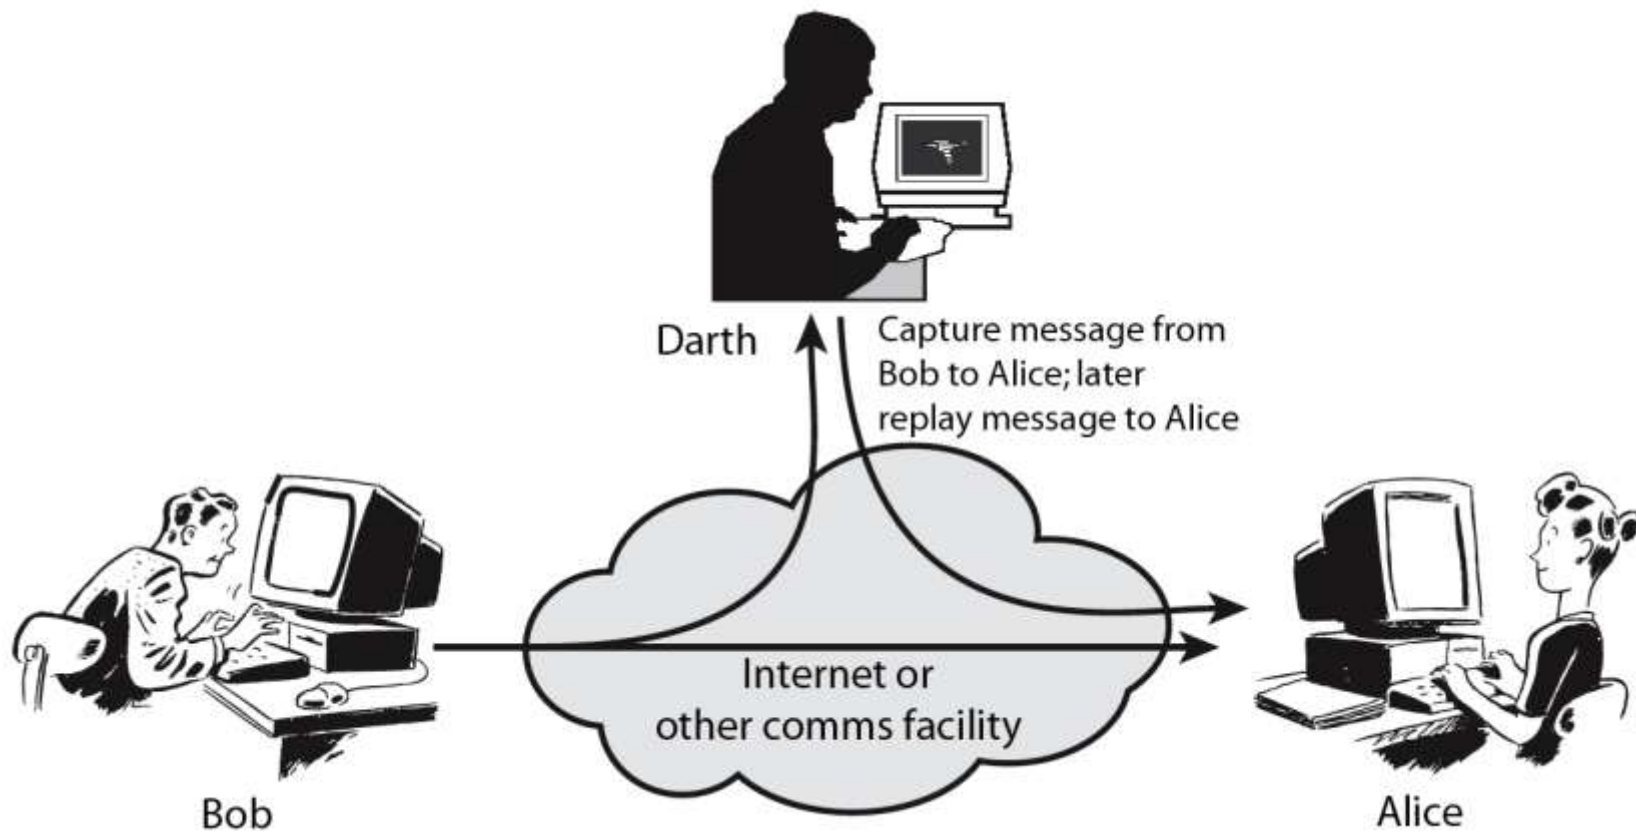 Darth
Capture message from
Bob to Alice; later
replay message to Alice
Internet or
other comms facility
Bob
Alice